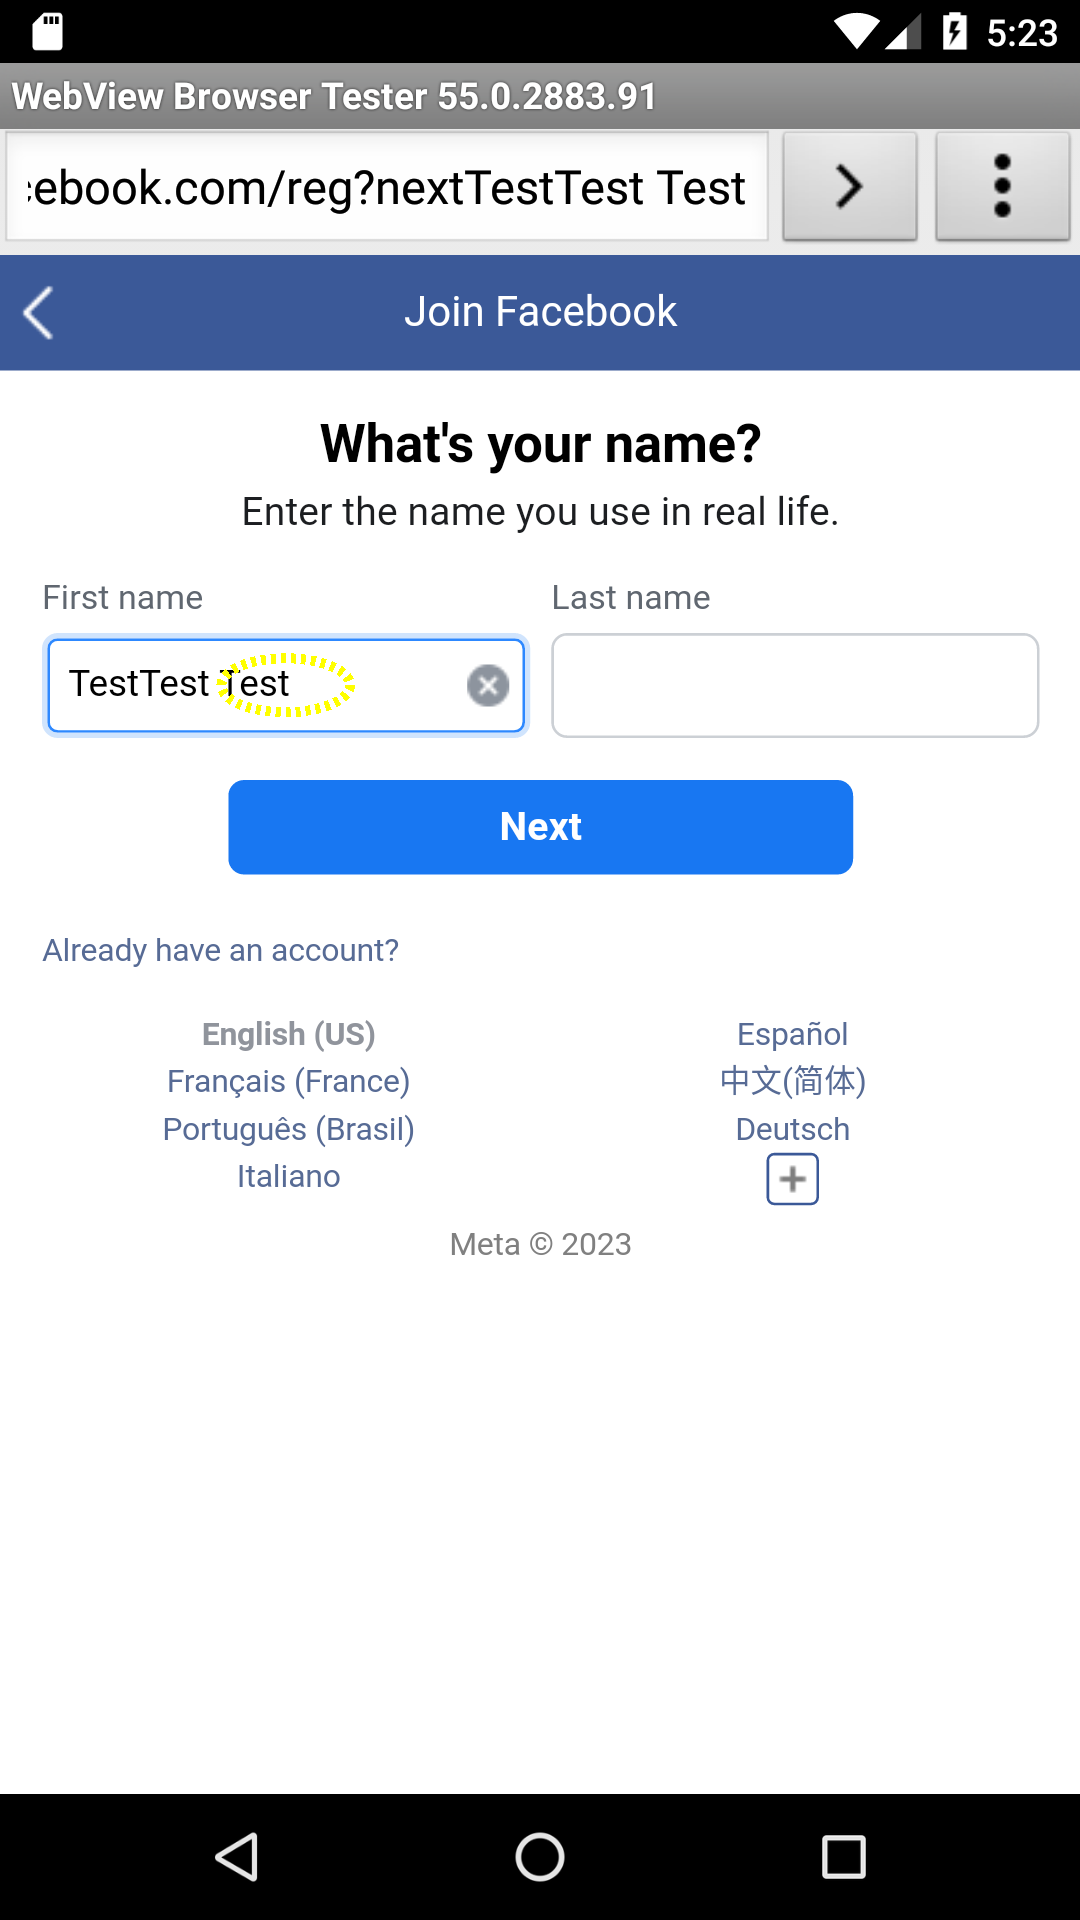 5:23
WebView Browser Tester 55.0.2883.91
cebook.com/reg?nextTestTest Test
Join Facebook
What's your name?
Enter the name you use in real life.
First name
Last name
TestTest Test
Next
Already have an account?
English (US)
Español
Français (France)
中文(简体)
Português (Brasil)
Deutsch
Italiano
Meta © 2023